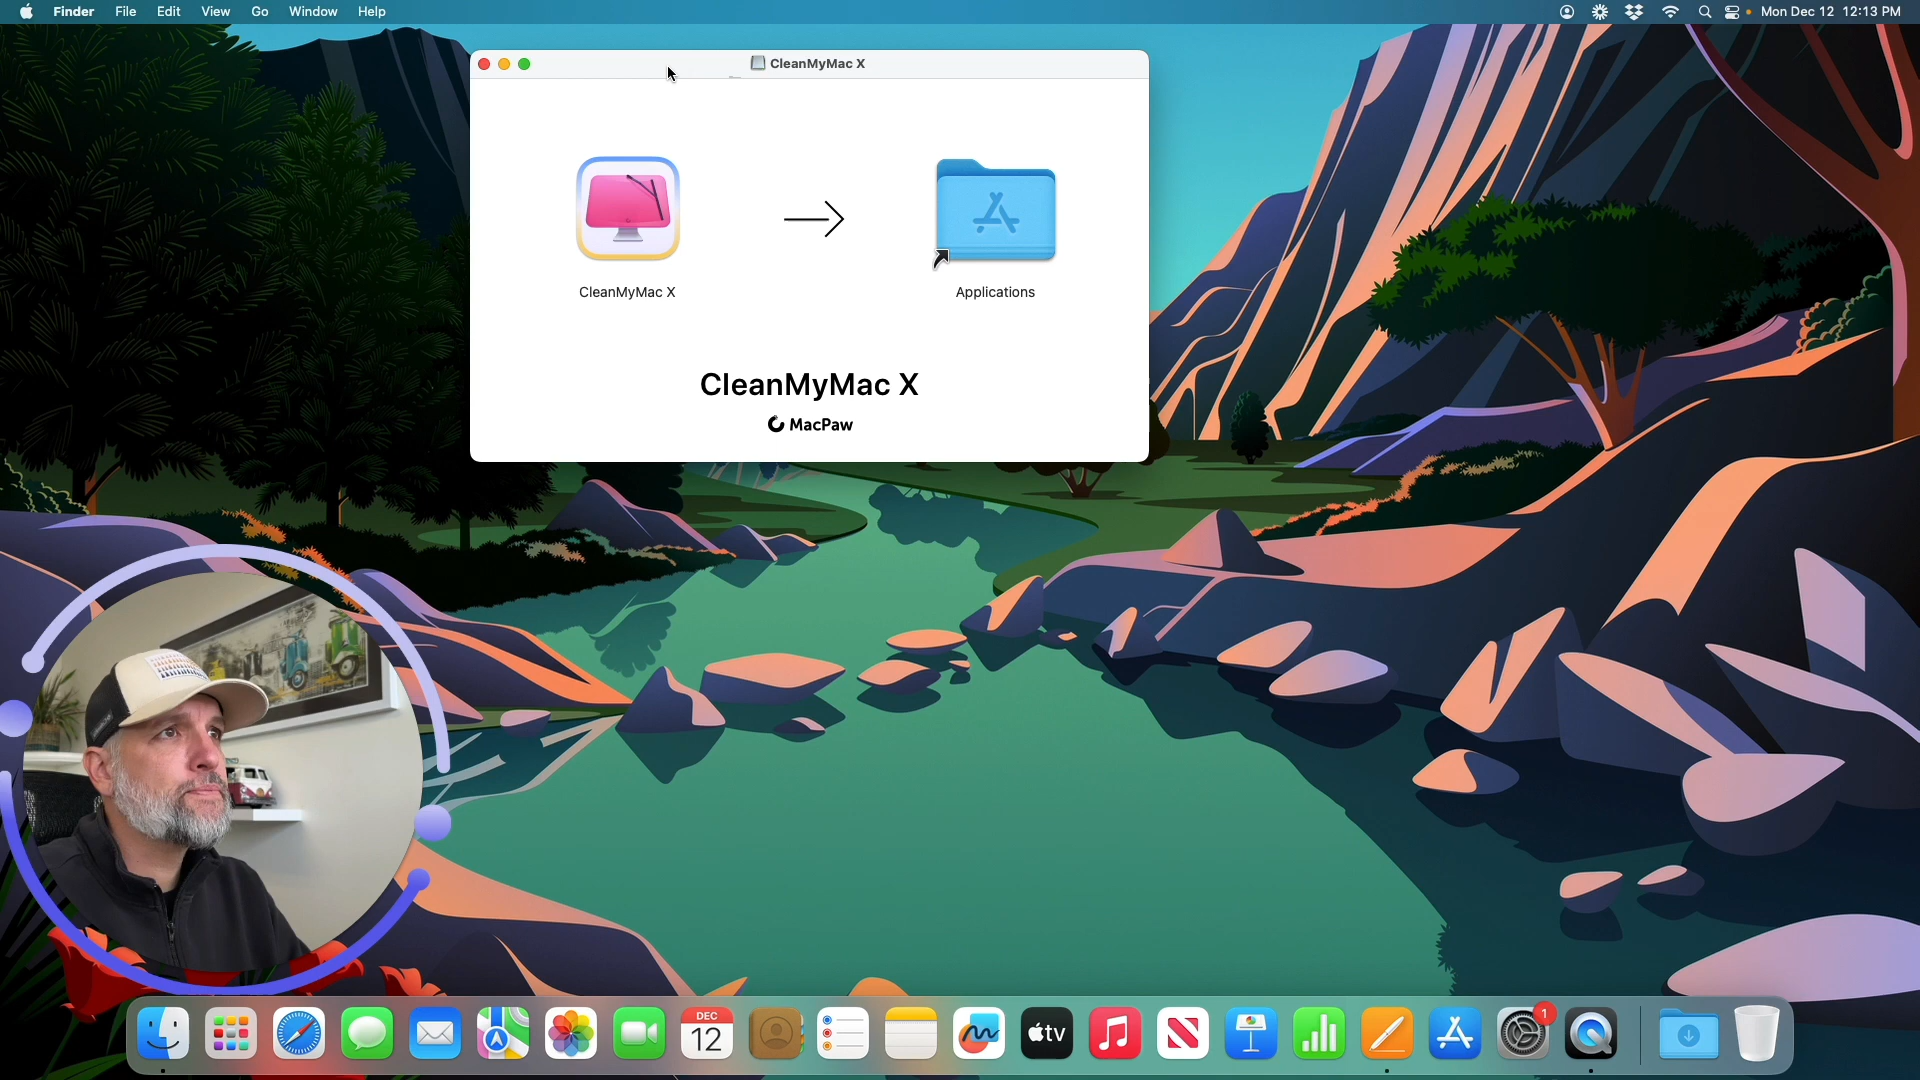 Finder File Edit View Go Window Help
Mon Dec 12 12:13 PM
CleanMyMac X
CleanMyMac X
Applications
CleanMyMac X
MacPaw
DEC
12
tv
1